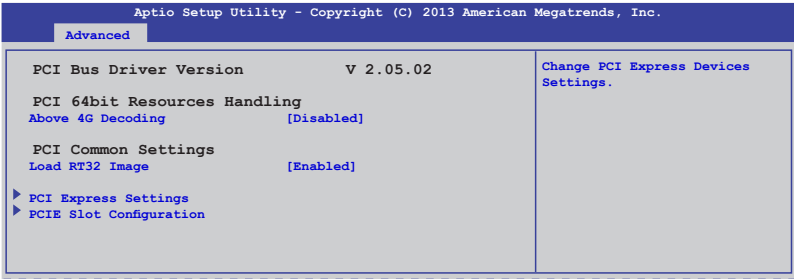 Aptio Setup Utility - Copyright (C) 2013 American Megatrends, Inc.
Advanced
PCI Bus Driver Version V 2.05.02
PCI 64bit Resources Handling
Above 4G Decoding [Disabled]
PCI Common Settings
Load RT32 Image [Enabled]
PCI Express Settings
PCIE Slot Configuration
Change PCI Express Devices
Settings.